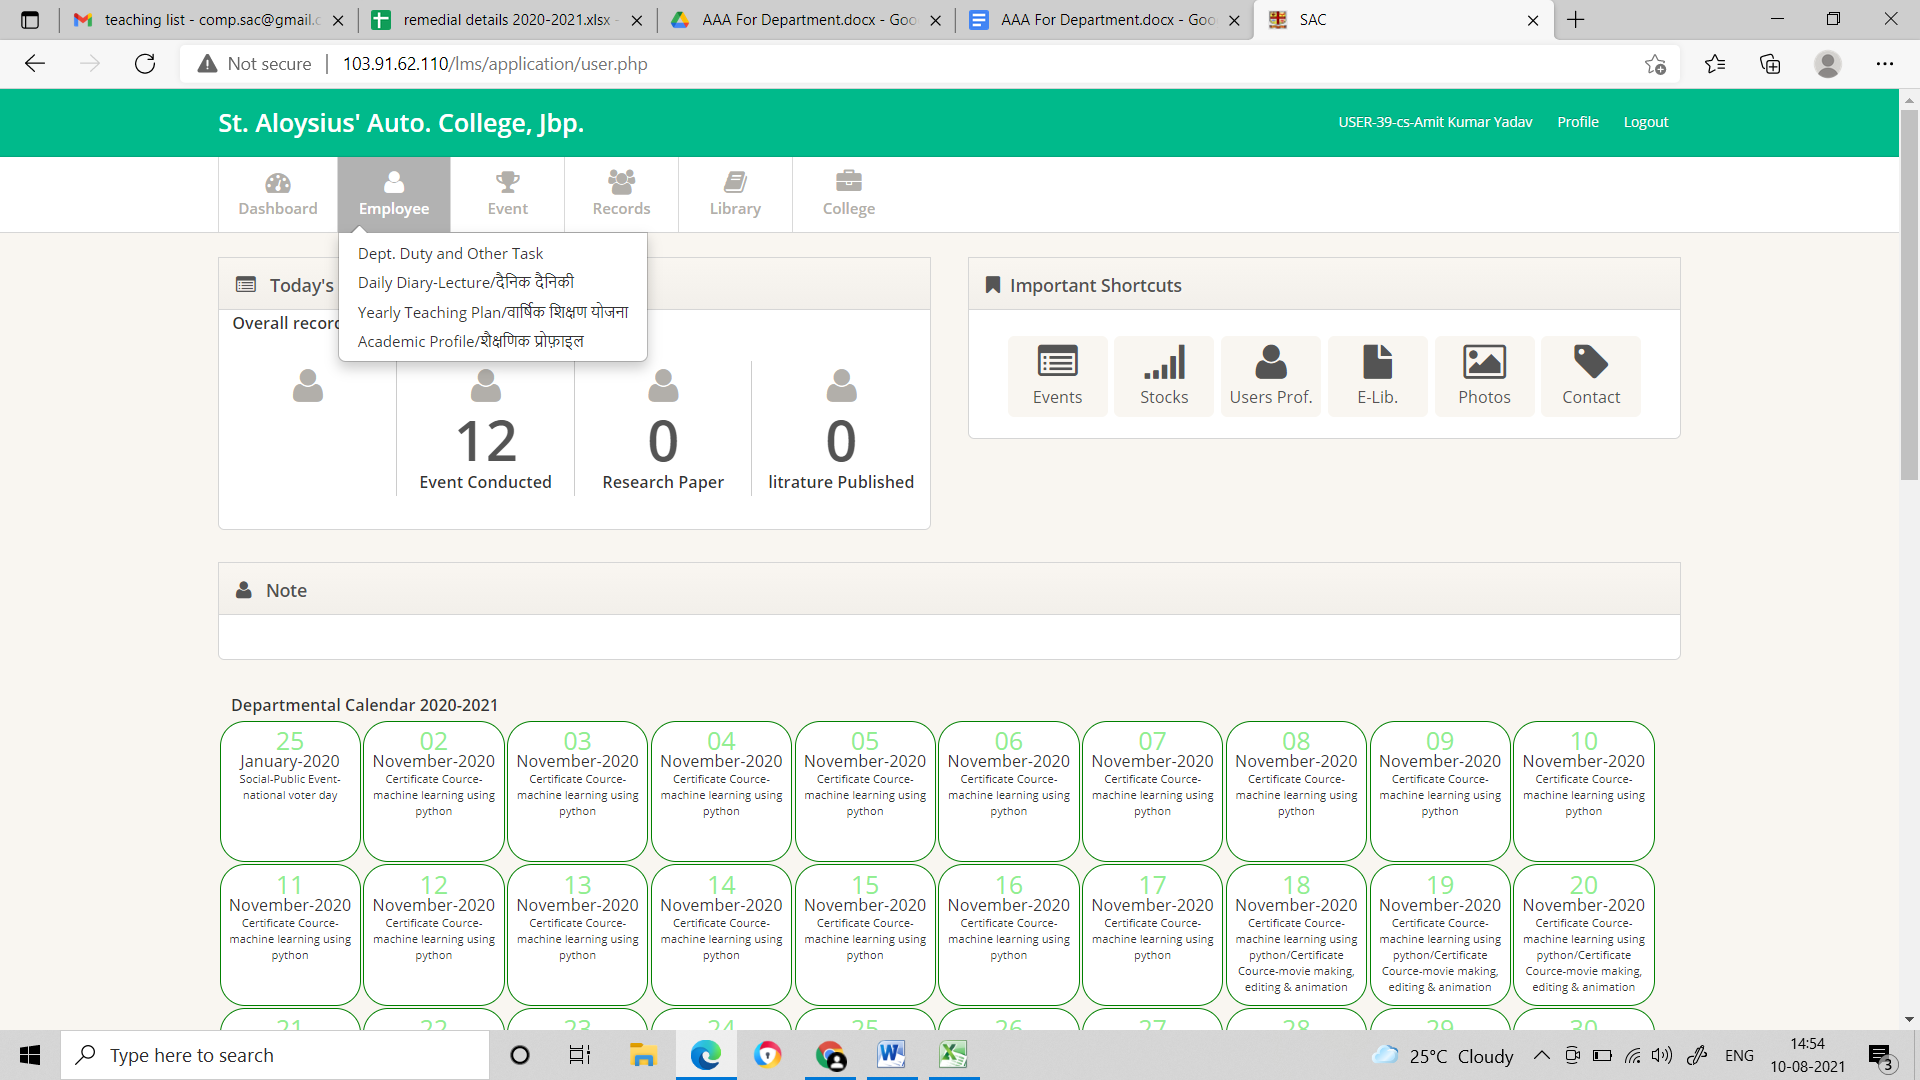 teaching list - comp.sac@gmail.c
remedial details 2020-2021.xlsx -
AAA For Department.docx - Goo
AAA For Department.docx - Goo
SAC
Not secure
103.91.62.110/lms/application/user.php
St. Aloysius' Auto. College, Jbp.
USER-39-cs-Amit Kumar Yadav Profile Logout
Dashboard Employee Event Records Library College
Dept. Duty and Other Task
Daily Diary-Lecture/दैनिक दैनिकी
Yearly Teaching Plan/वार्षिक शिक्षण योजना
Academic Profile/शैक्षणिक प्रोफ़ाइल
Today's
Overall recor
12 0 0
Event Conducted Research Paper litrature Published
Important Shortcuts
Events Stocks Users Prof. E-Lib. Photos Contact
Note
Departmental Calendar 2020-2021
25
January-2020
Social-Public Event-
national voter day
02
November-2020
Certificate Cource-
machine learning using
python
03
November-2020
Certificate Cource-
machine learning using
python
04
November-2020
Certificate Cource-
machine learning using
python
05
November-2020
Certificate Cource-
machine learning using
python
06
November-2020
Certificate Cource-
machine learning using
python
07
November-2020
Certificate Cource-
machine learning using
python
08
November-2020
Certificate Cource-
machine learning using
python
09
November-2020
Certificate Cource-
machine learning using
python
10
November-2020
Certificate Cource-
machine learning using
python
11
November-2020
Certificate Cource-
machine learning using
python
12
November-2020
Certificate Cource-
machine learning using
python
13
November-2020
Certificate Cource-
machine learning using
python
14
November-2020
Certificate Cource-
machine learning using
python
15
November-2020
Certificate Cource-
machine learning using
python
16
November-2020
Certificate Cource-
machine learning using
python
17
November-2020
Certificate Cource-
machine learning using
python
18
November-2020
Certificate Cource-
machine learning using
python/Certificate
Cource-movie making,
editing & animation
19
November-2020
Certificate Cource-
machine learning using
python/Certificate
Cource-movie making,
editing & animation
20
November-2020
Certificate Cource-
machine learning using
python/Certificate
Cource-movie making,
editing & animation
21 22 23 24 25 26 27 28 29 30
Type here to search
25°C Cloudy
ENG
14:54
10-08-2021
3